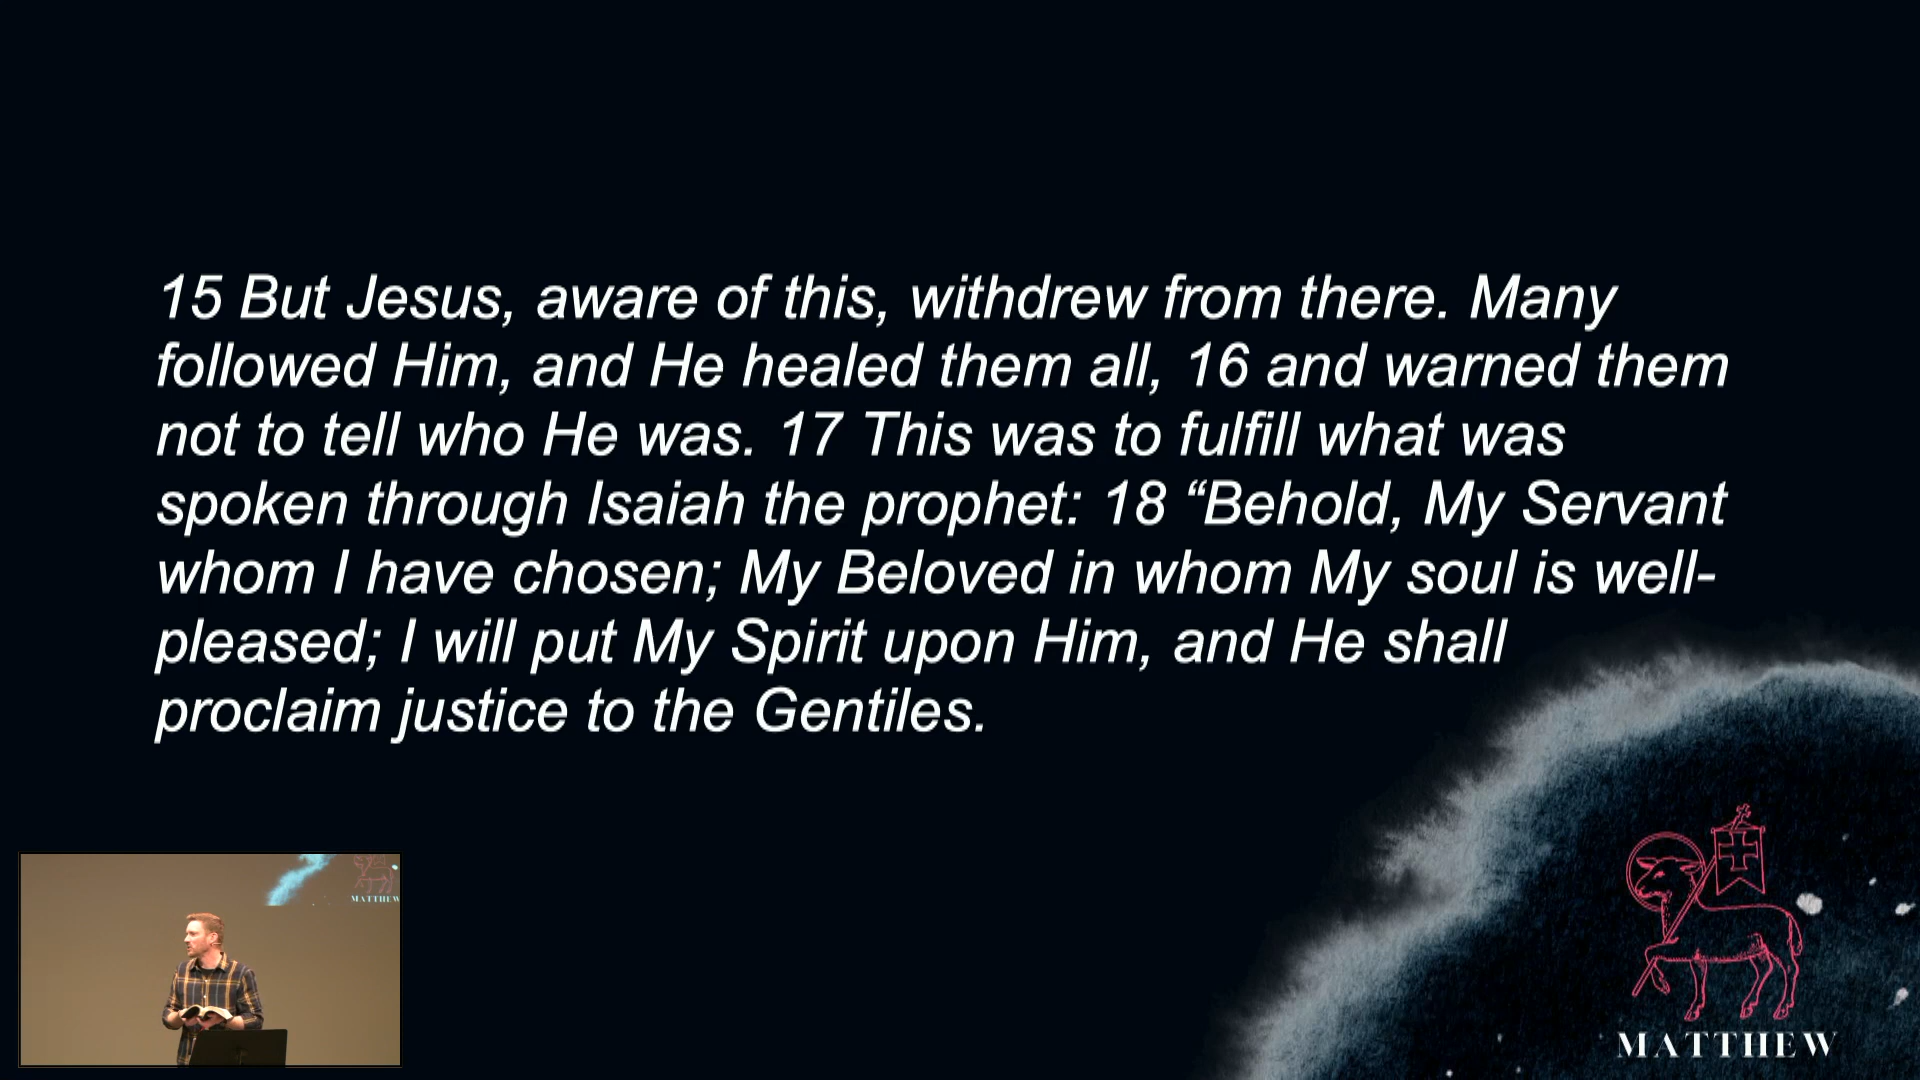 15 But Jesus, aware of this, withdrew from there. Many
followed Him, and He healed them all, 16 and warned them
not to tell who He was. 17 This was to fulfill what was
spoken through Isaiah the prophet: 18 “Behold, My Servant
whom I have chosen; My Beloved in whom My soul is well-
pleased; I will put My Spirit upon Him, and He shall
proclaim justice to the Gentiles.
MATTHEW
MATTHEW